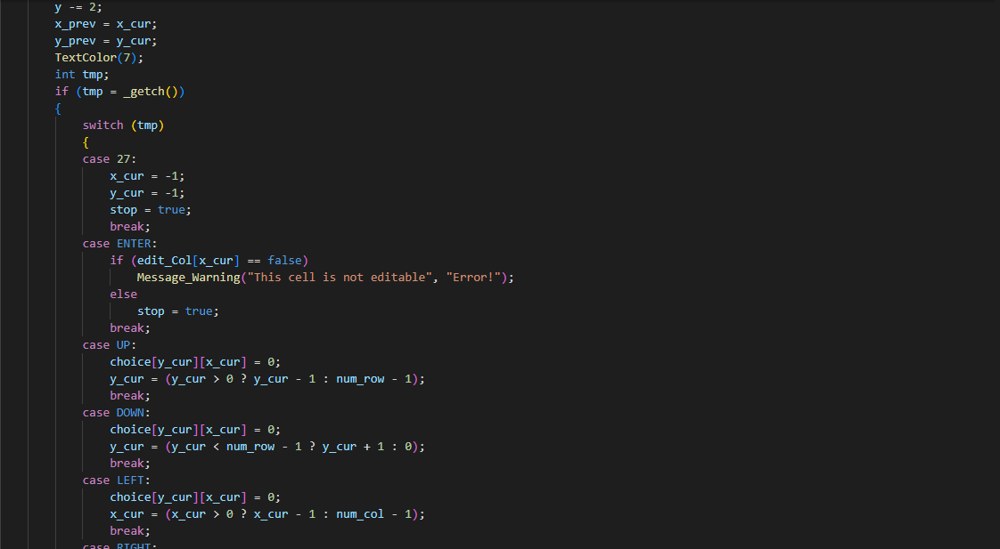 y -= 2;
x_prev = x_cur;
y_prev = y_cur;
TextColor(7);
int tmp;
if (tmp = _getch())
{
switch (tmp)
{
case 27:
x_cur = -1;
y_cur = -1;
stop = true;
break;
case ENTER:
if (edit_Col[x_cur] == false)
Message_Warning("This cell is not editable", "Error!");
else
stop = true;
break;
case UP:
choice[y_cur][x_cur] = 0;
y_cur = (y_cur > 0 ? y_cur - 1 : num_row - 1);
break;
case DOWN:
choice[y_cur][x_cur] = 0;
y_cur = (y_cur < num_row - 1 ? y_cur + 1 : 0);
break;
case LEFT:
choice[y_cur][x_cur] = 0;
x_cur = (x_cur > 0 ? x_cur - 1 : num_col - 1);
break;
case RIGHT: